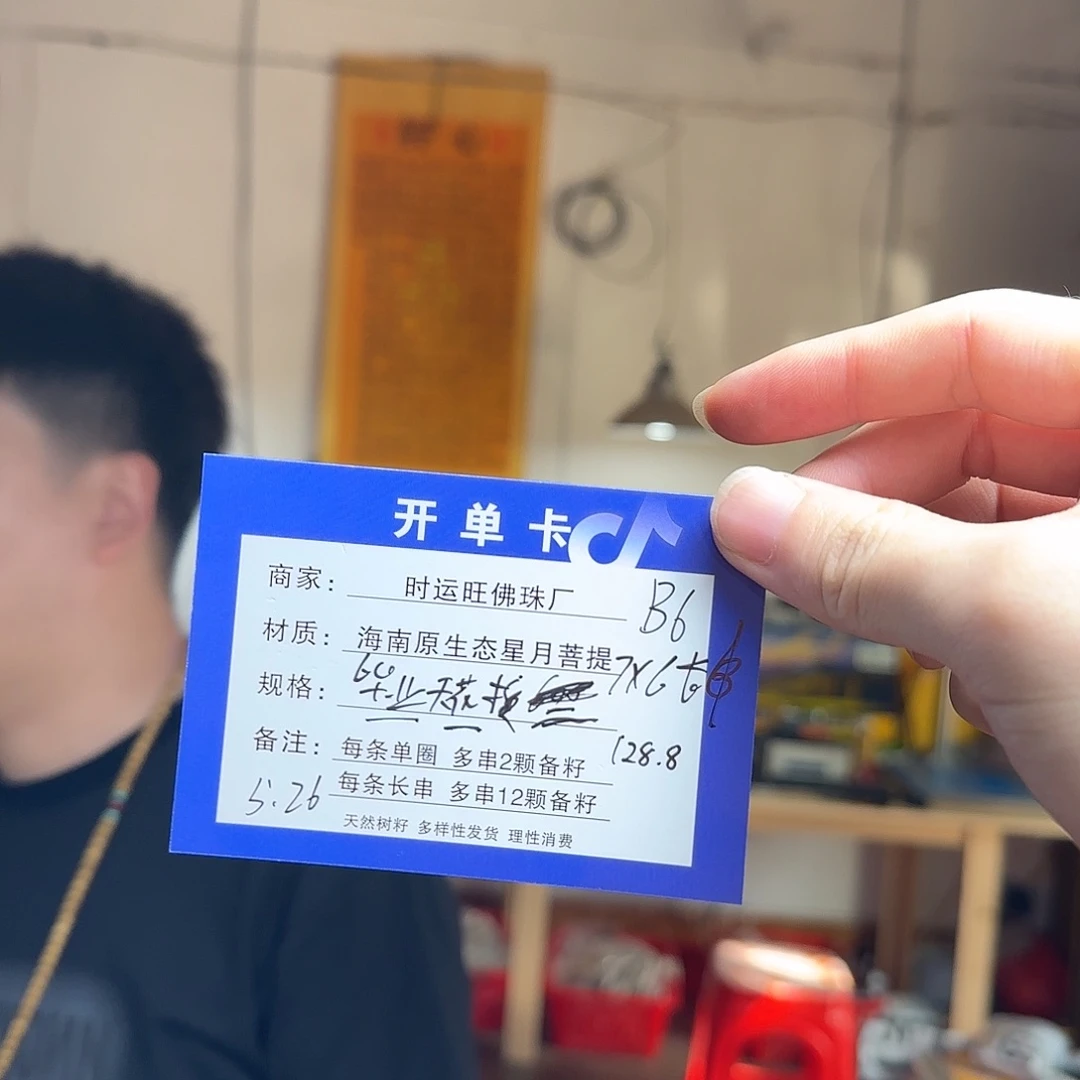 开单卡
商家： 时运旺佛珠厂 B6
材质： 海南原生态星月菩提 7X6
规格：
备注： 每条单圈 多串2颗备籽 128.8
5.26 每条长串 多串12颗备籽
天然树籽 多样性发货 理性消费